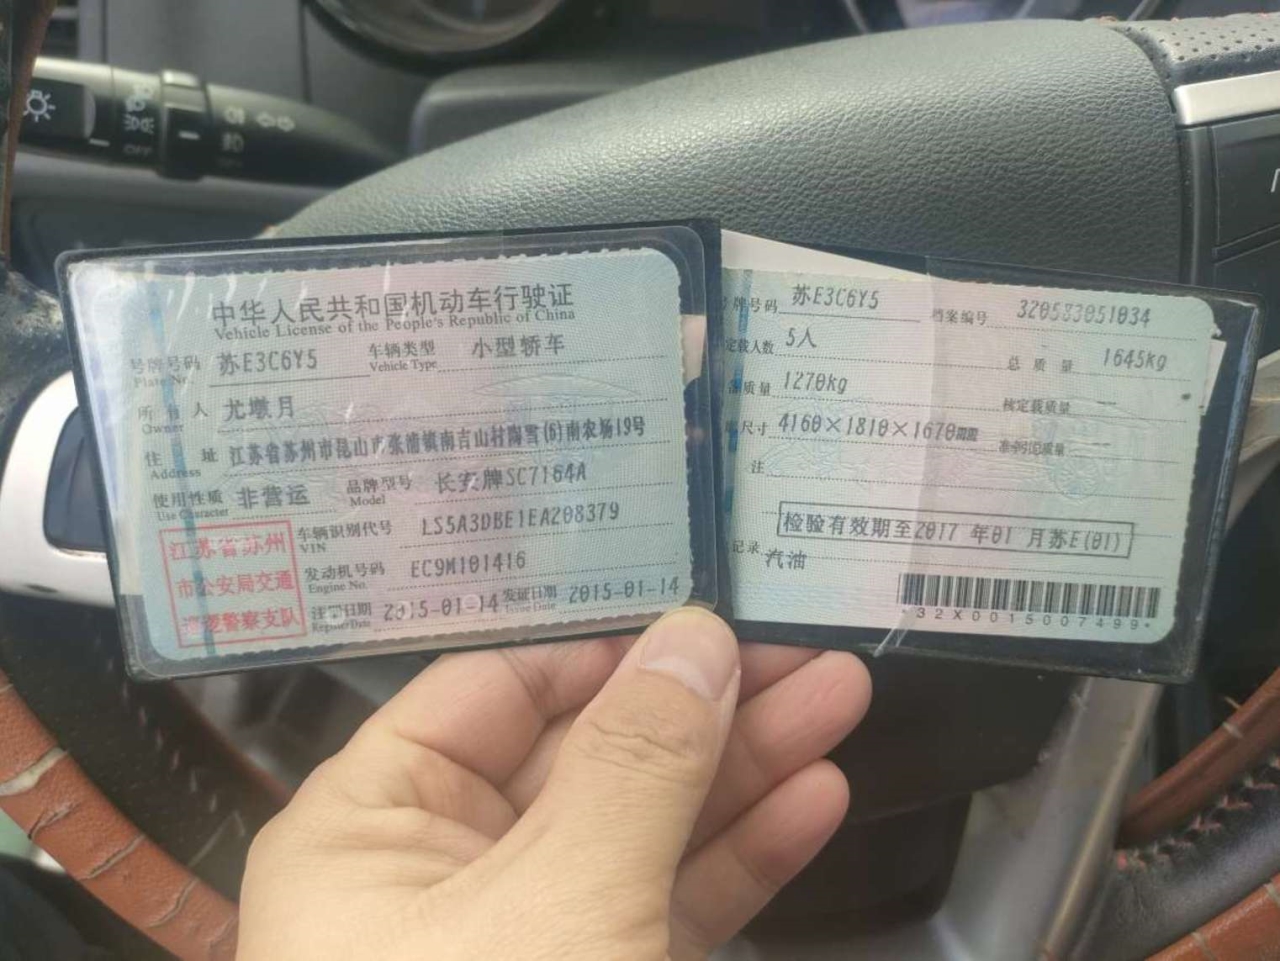 中华人民共和国机动车行驶证
Vehicle License of the People's Republic of China
号牌号码 苏E3C6Y5 车辆类型 小型轿车
Plate No. Vehicle Type
所有人 尤墩月
Owner
住址 江苏省苏州市昆山市张浦镇南吉山村陶雪(6)南农场19号
Address
使用性质 非营运 品牌型号 长安牌SC7164A
Use Character Model
江苏省苏州
市公安局交通
巡逻警察支队
车辆识别代号 LS5A3DBE1EA208379
VIN
发动机号码 EC9M101416
Engine No.
注册日期 2015-01-14 发证日期 2015-01-14
Register Date Issue Date
号牌号码 苏E3C6Y5 档案编号 320583051034
定载人数 5人 总质量 1645kg
备质量 1270kg 核定载质量 --
尺寸 4160×1810×1670 准牵引总质量 --
注
检验有效期至2017年01月苏E(01)
记录 汽油
*32X0015007499*
OFF